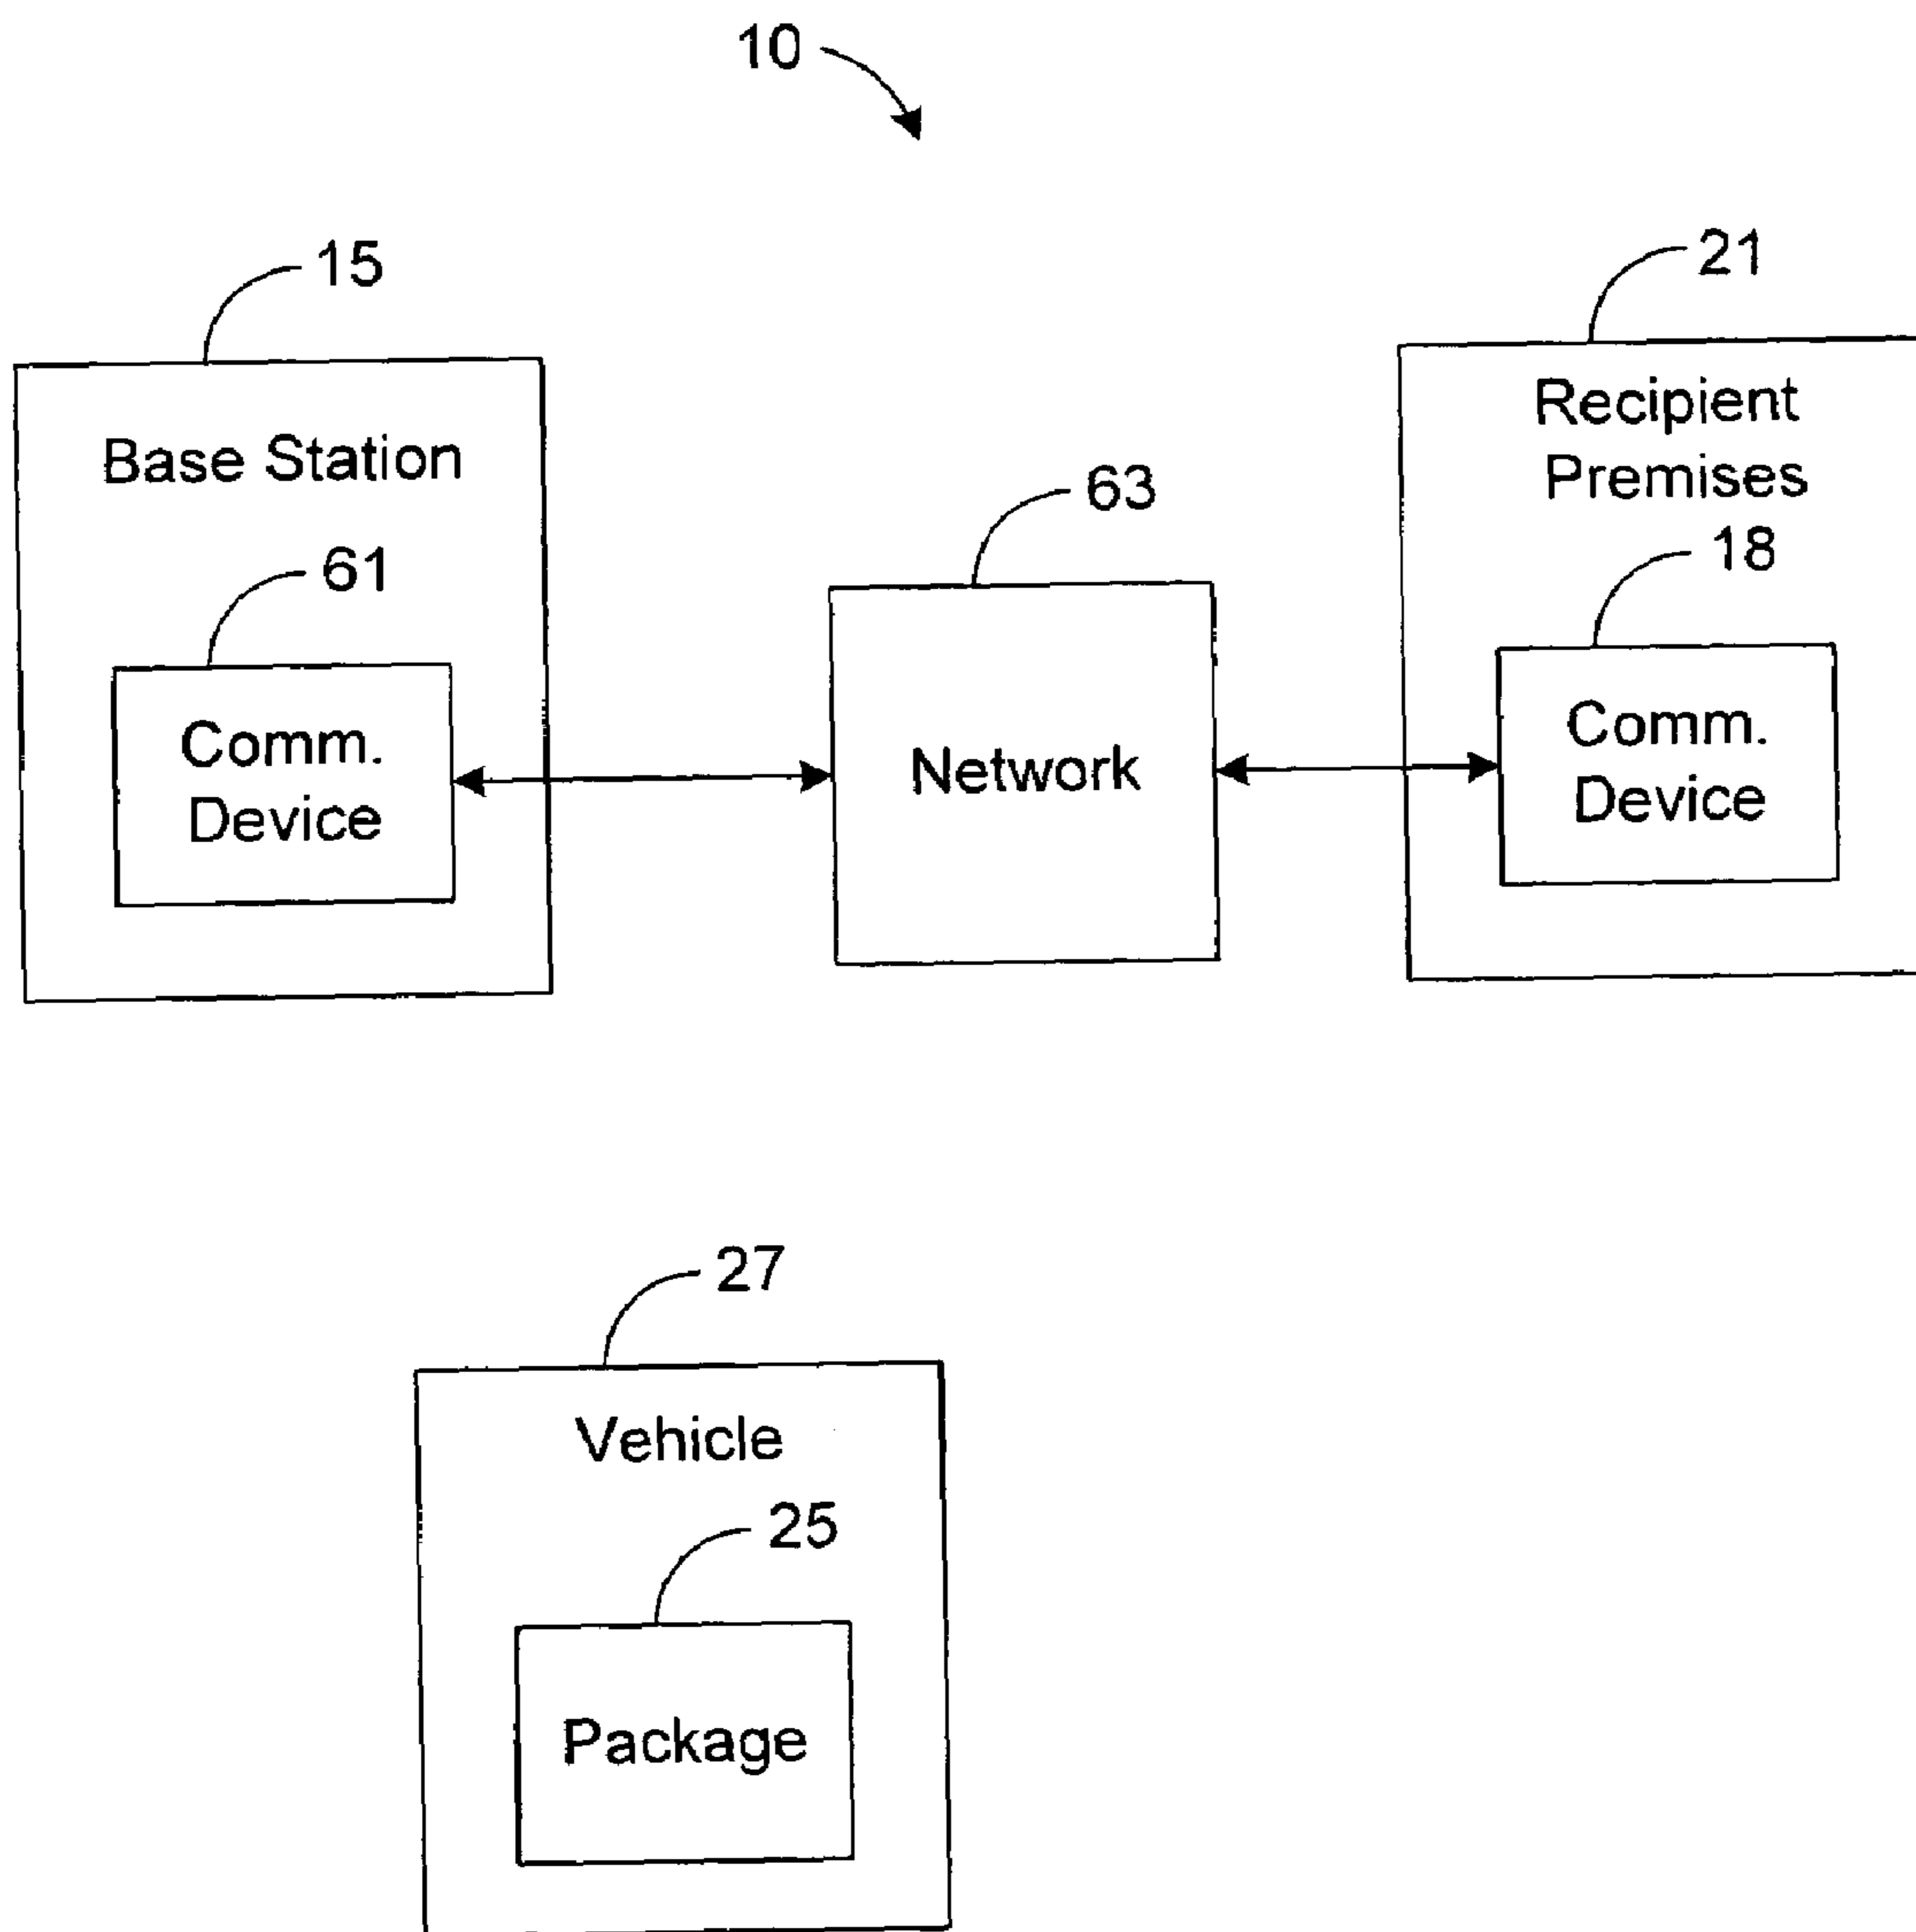 10
15
21
Base Station
Recipient
Premises
63
61
18
Comm.
Device
Network
Comm.
Device
27
Vehicle
25
Package